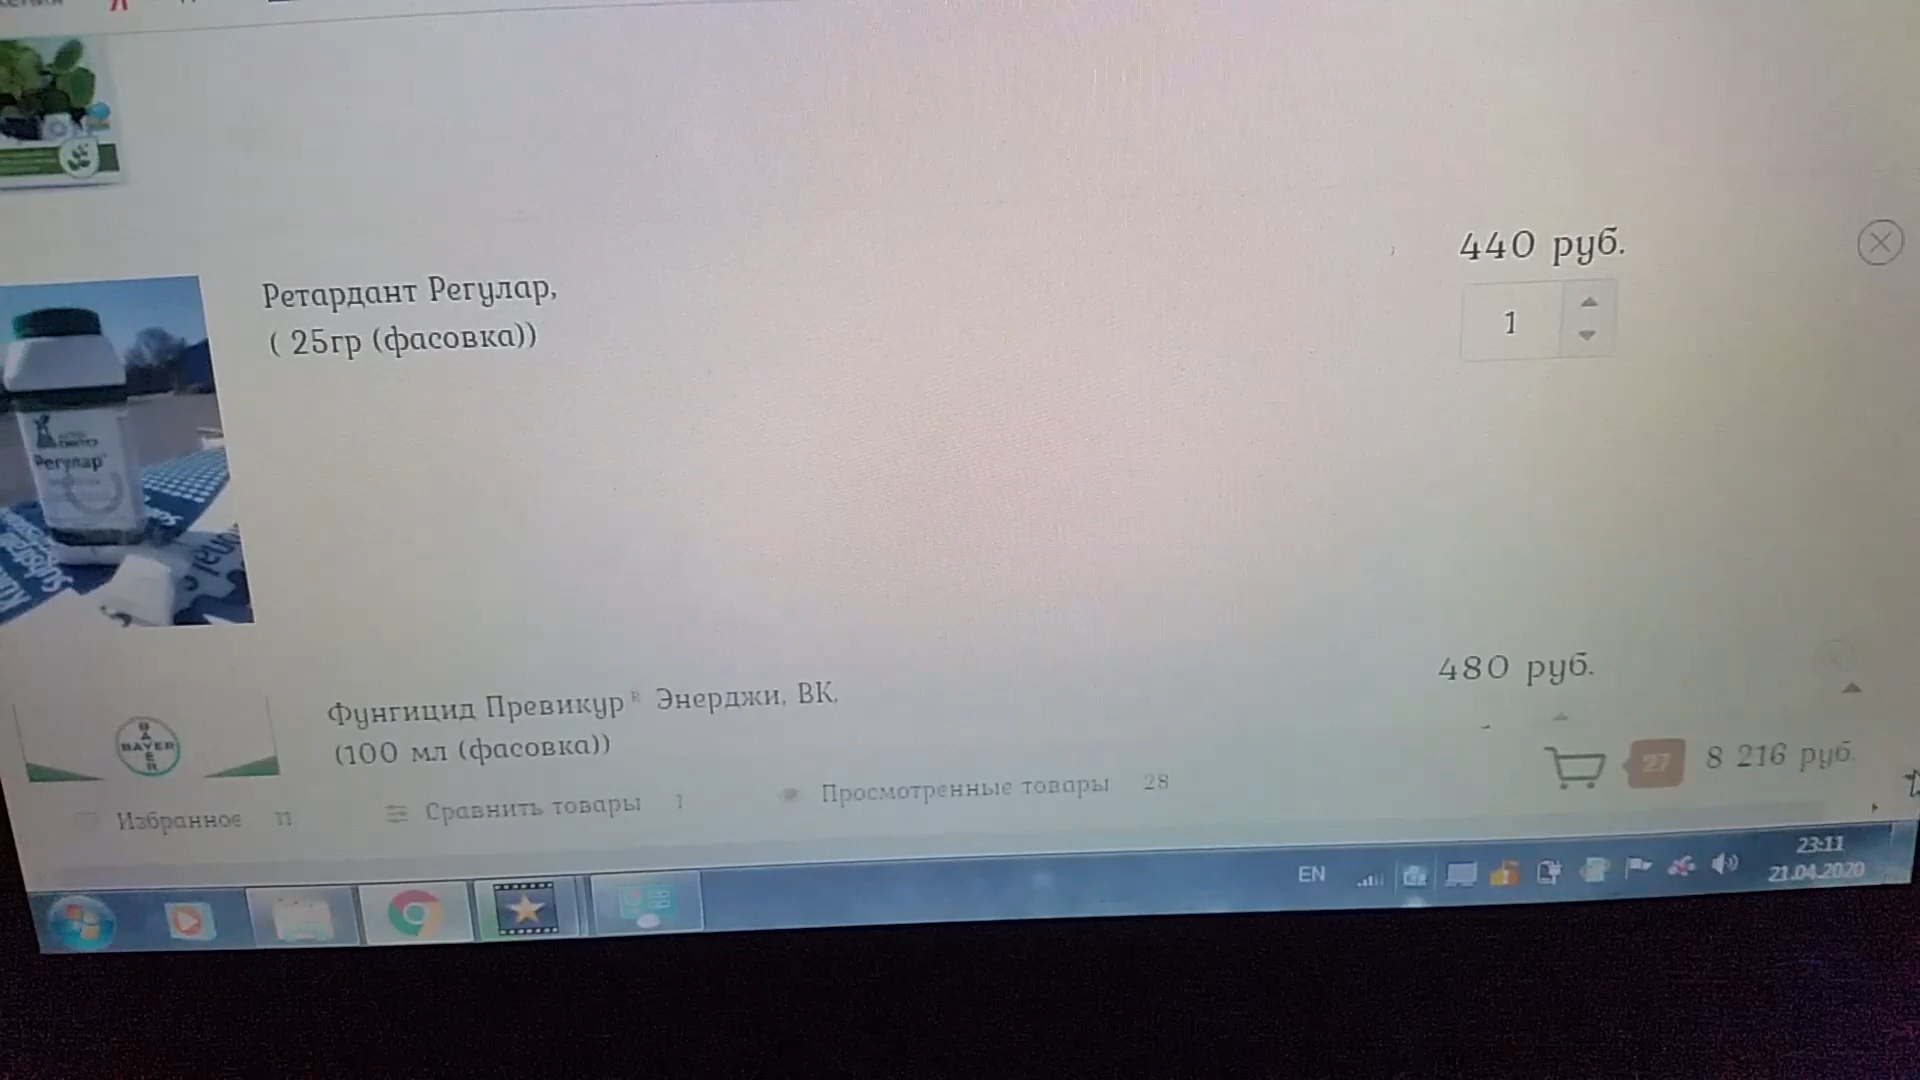 440 руб.
Ретардант Регулар,
( 25гр (фасовка))
1
Регулар
480 руб.
Фунгицид Превикур® Энерджи, ВК,
(100 мл (фасовка))
BAYER
BAYER
27 8 216 руб.
Избранное 11 Сравнить товары 1 Просмотренные товары 28
EN
23:11
21.04.2020